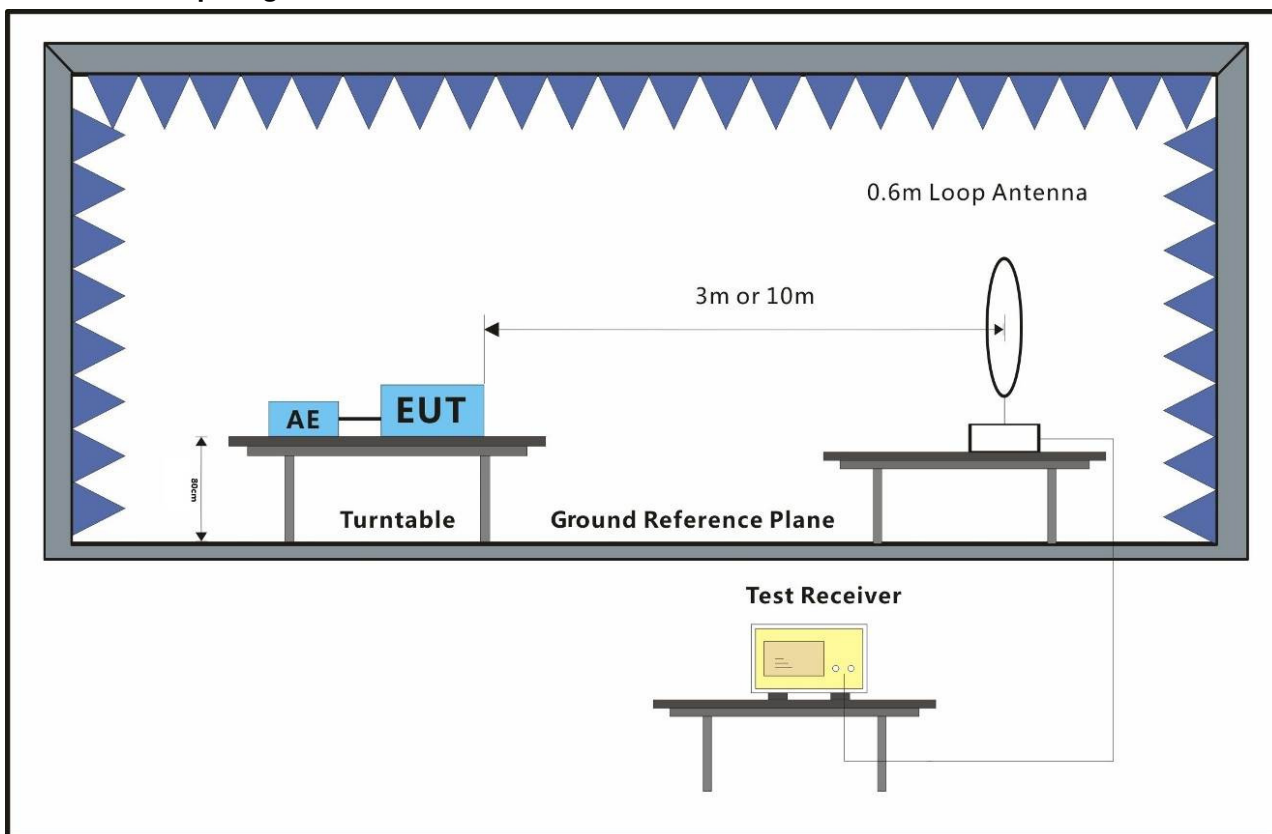 0.6m Loop Antenna
3m or 10m
AE
EUT
80cm
Turntable
Ground Reference Plane
Test Receiver